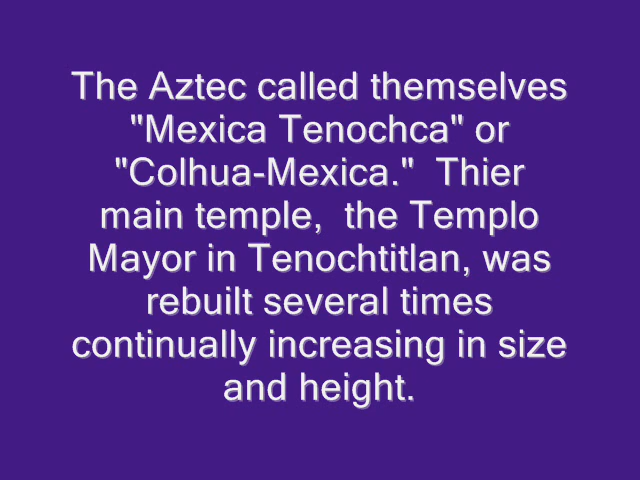 The Aztec called themselves
"Mexica Tenochca" or
"Colhua-Mexica."  Thier
main temple,  the Templo
Mayor in Tenochtitlan, was
rebuilt several times
continually increasing in size
and height.